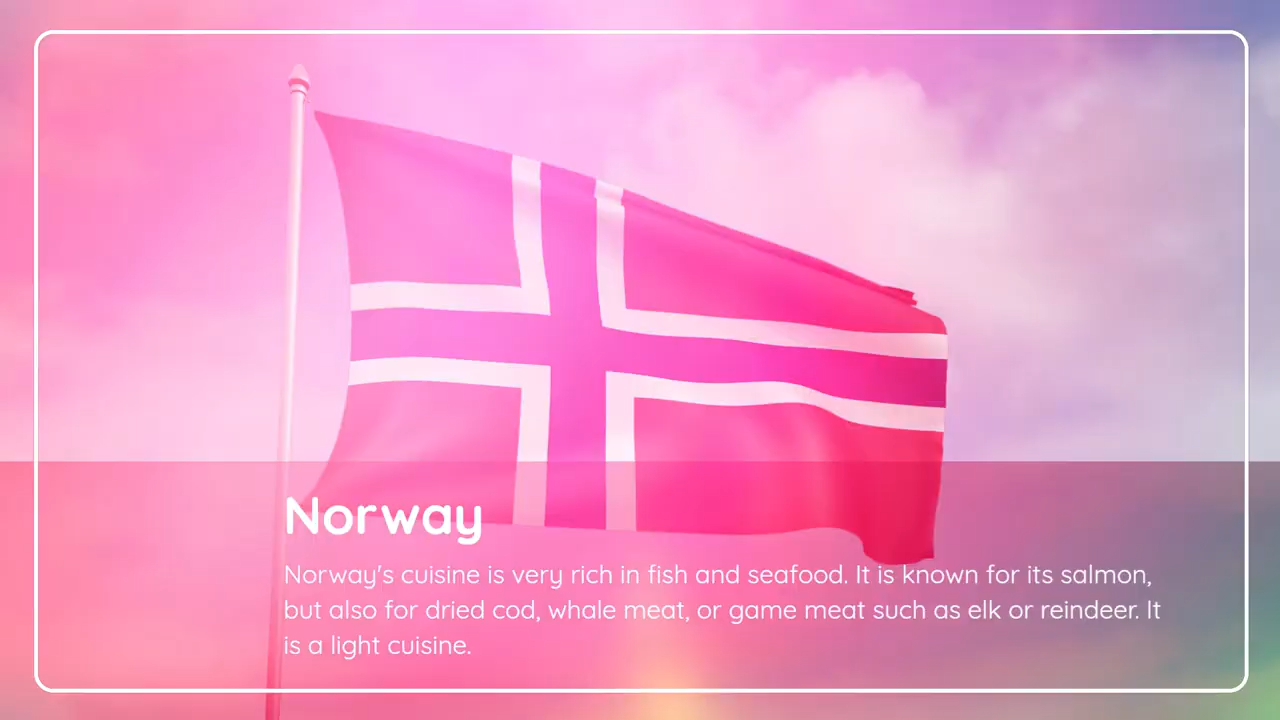 Norway
Norway's cuisine is very rich in fish and seafood. It is known for its salmon,
but also for dried cod, whale meat, or game meat such as elk or reindeer. It
is a light cuisine.